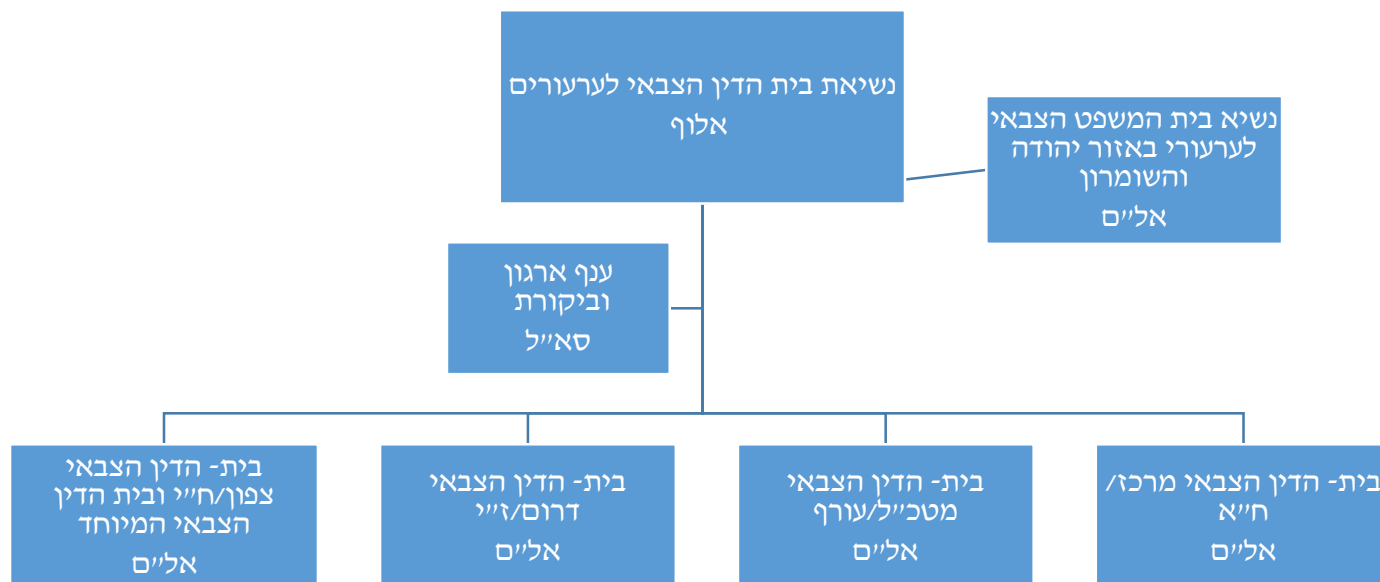 נשיאת בית הדין הצבאי לערעורים
אלוף
נשיא בית המשפט הצבאי
לערעורי באזור יהודה
והשומרון
אל״ם
ענף ארגון
וביקורת
סא״ל
בית- הדין הצבאי מרכז/
ח״א
אל״ם
בית- הדין הצבאי
מטכ״ל/עורף
אל״ם
בית- הדין הצבאי
דרום/ז״י
אל״ם
בית- הדין הצבאי
צפון/ח״י ובית הדין
הצבאי המיוחד
אל״ם